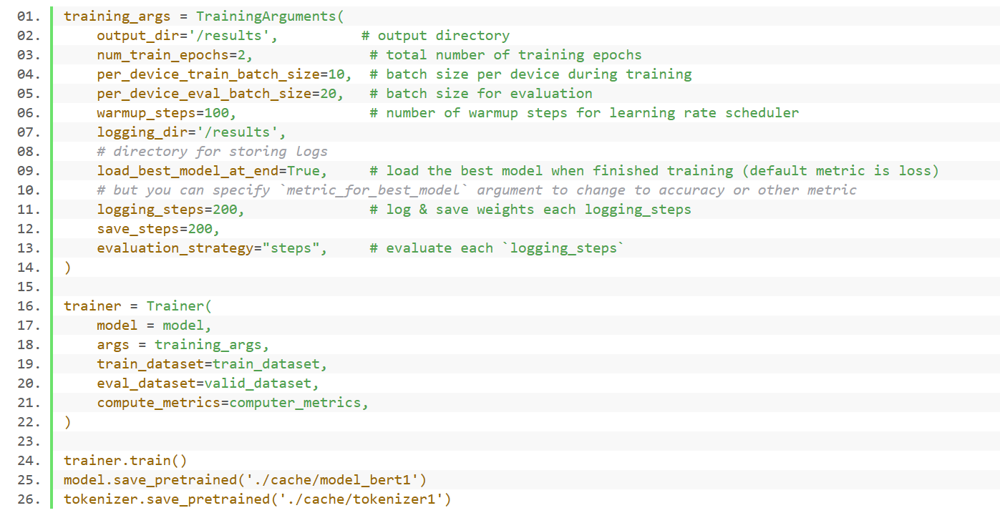 01. training_args = TrainingArguments(
02.     output_dir='/results',          # output directory
03.     num_train_epochs=2,              # total number of training epochs
04.     per_device_train_batch_size=10,  # batch size per device during training
05.     per_device_eval_batch_size=20,   # batch size for evaluation
06.     warmup_steps=100,                # number of warmup steps for learning rate scheduler
07.     logging_dir='/results',
08.     # directory for storing logs
09.     load_best_model_at_end=True,     # load the best model when finished training (default metric is loss)
10.     # but you can specify `metric_for_best_model` argument to change to accuracy or other metric
11.     logging_steps=200,               # log & save weights each logging_steps
12.     save_steps=200,
13.     evaluation_strategy="steps",     # evaluate each `logging_steps`
14. )
15.
16. trainer = Trainer(
17.     model = model,
18.     args = training_args,
19.     train_dataset=train_dataset,
20.     eval_dataset=valid_dataset,
21.     compute_metrics=computer_metrics,
22. )
23.
24. trainer.train()
25. model.save_pretrained('./cache/model_bert1')
26. tokenizer.save_pretrained('./cache/tokenizer1')